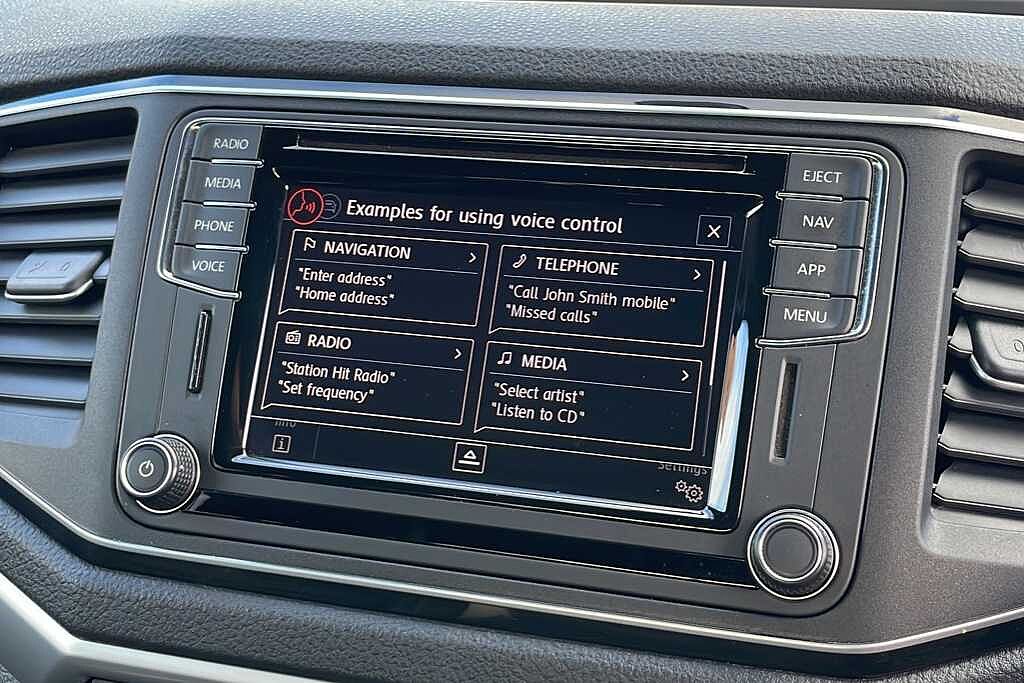 RADIO
MEDIA
PHONE
VOICE
Examples for using voice control
NAVIGATION
"Enter address"
"Home address"
TELEPHONE
"Call John Smith mobile"
"Missed calls"
RADIO
"Station Hit Radio"
"Set frequency"
MEDIA
"Select artist"
"Listen to CD"
Info
Settings
EJECT
NAV
APP
MENU